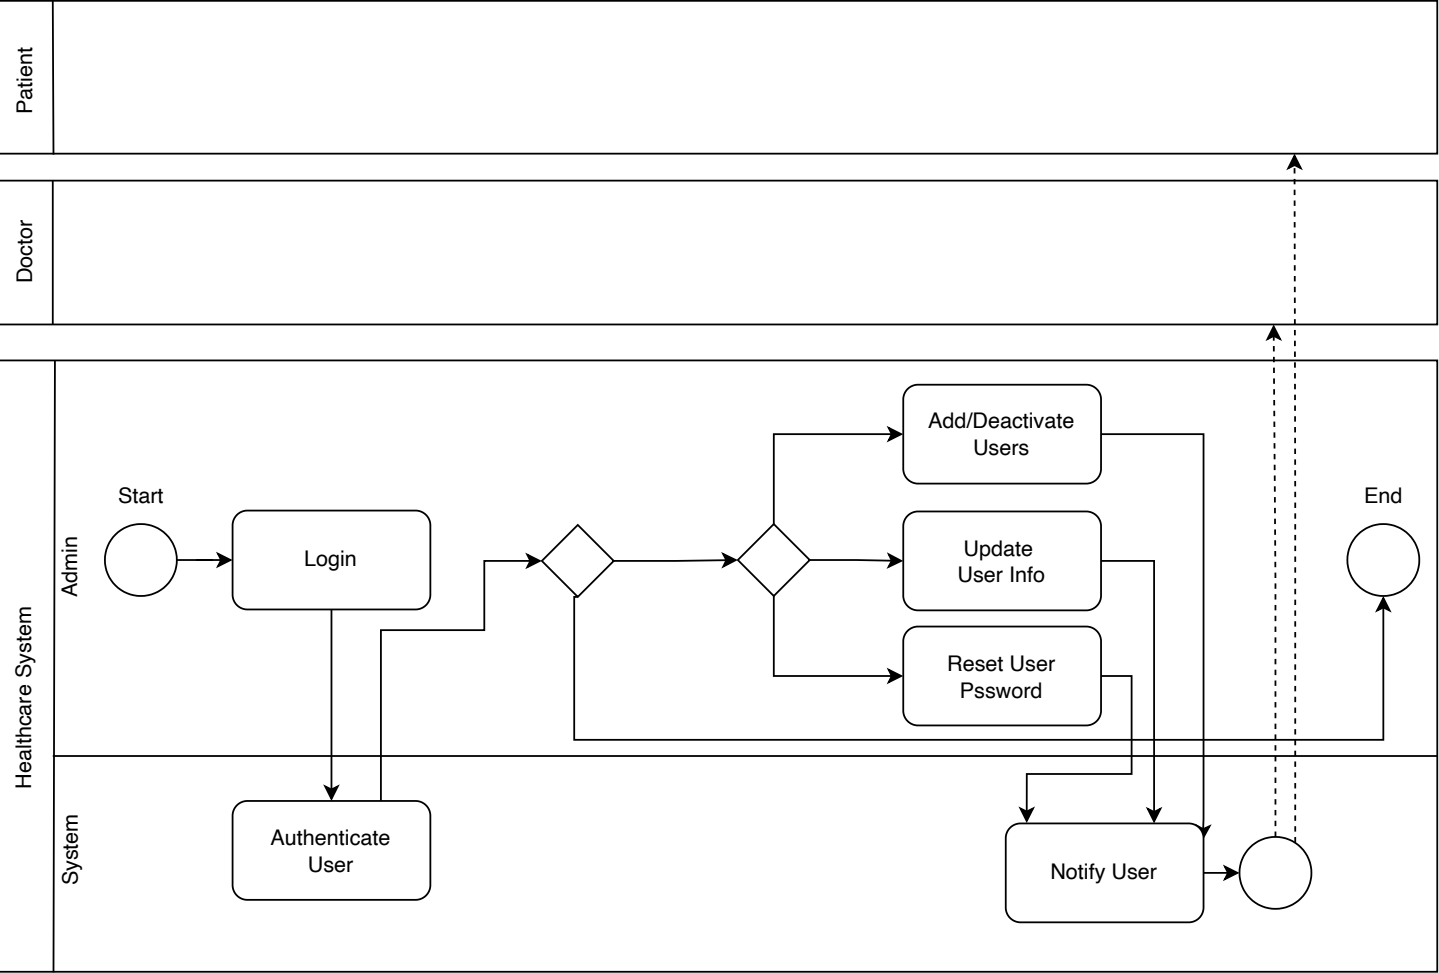 Patient
Doctor
Healthcare System
Admin
System
Start
Login
Add/Deactivate
Users
Update
User Info
Reset User
Pssword
End
Authenticate
User
Notify User